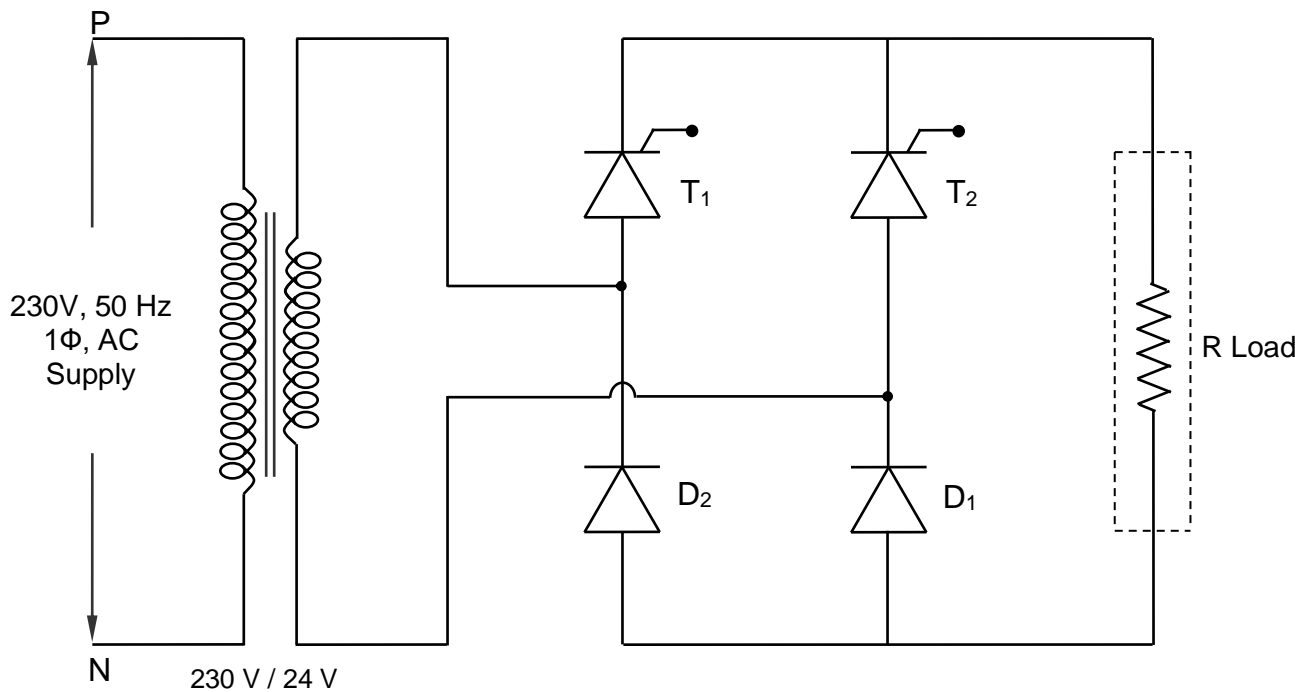 P
230V, 50 Hz
1Φ, AC
Supply
N
230 V / 24 V
T₁
T₂
D₂
D₁
R Load